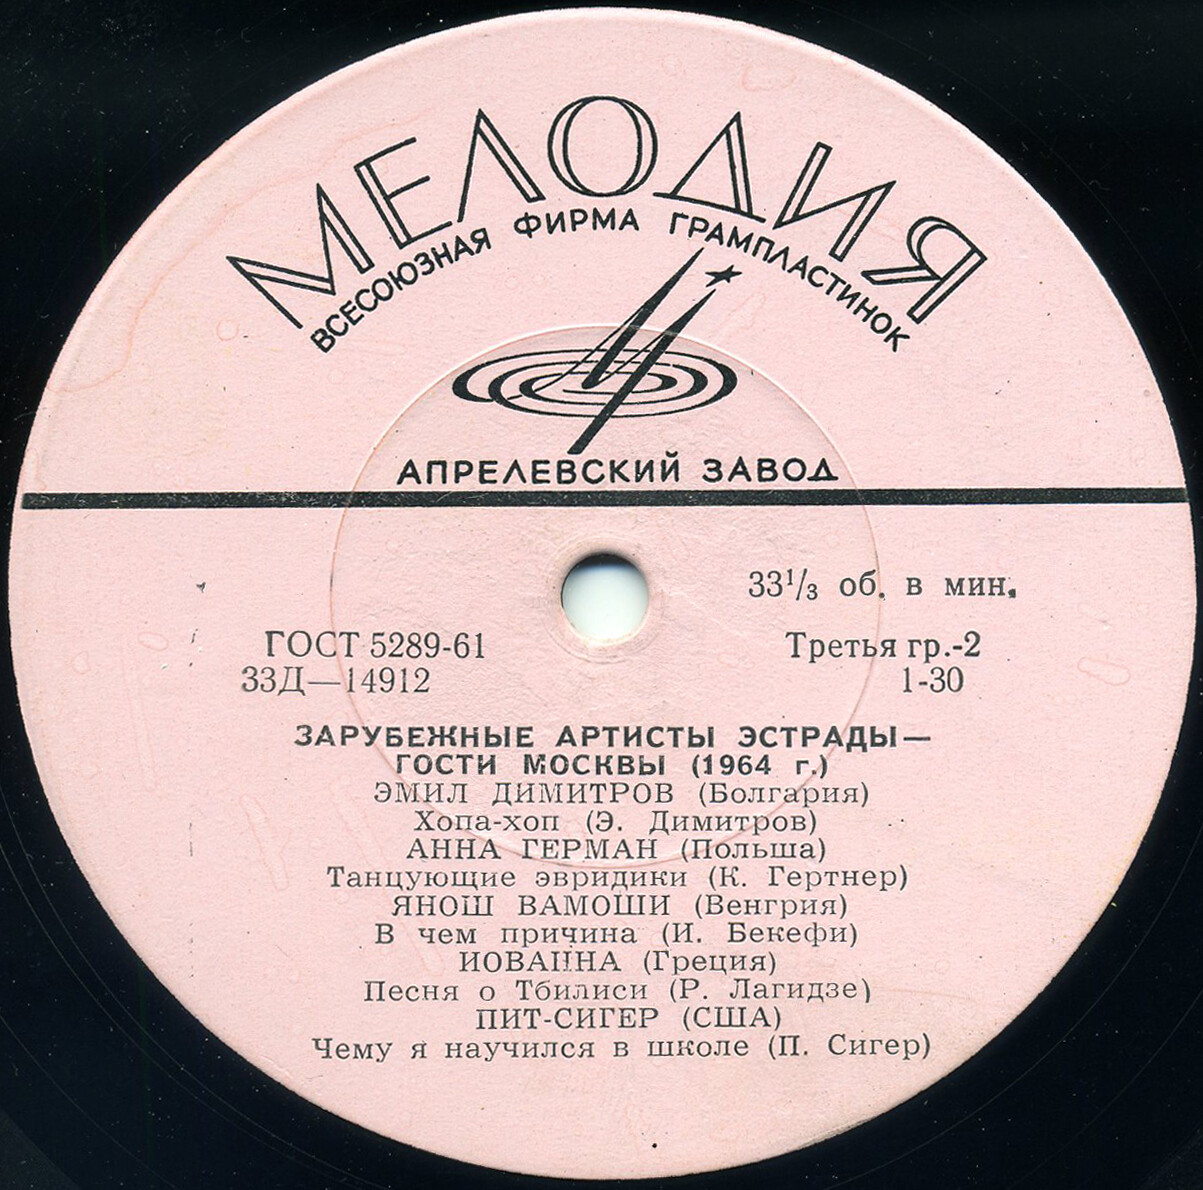 МЕЛОДИЯ
ВСЕСОЮЗНАЯ ФИРМА ГРАМПЛАСТИНОК
АПРЕЛЕВСКИЙ ЗАВОД
33¹/₃ об. в мин.
ГОСТ 5289-61 Третья гр.-2
33Д—14912 1-30
ЗАРУБЕЖНЫЕ АРТИСТЫ ЭСТРАДЫ—
ГОСТИ МОСКВЫ (1964 г.)
ЭМИЛ ДИМИТРОВ (Болгария)
Хопа-хоп (Э. Димитров)
АННА ГЕРМАН (Польша)
Танцующие эвридики (К. Гертнер)
ЯНОШ ВАМОШИ (Венгрия)
В чем причина (И. Бекефи)
ИОВАННА (Греция)
Песня о Тбилиси (Р. Лагидзе)
ПИТ-СИГЕР (США)
Чему я научился в школе (П. Сигер)